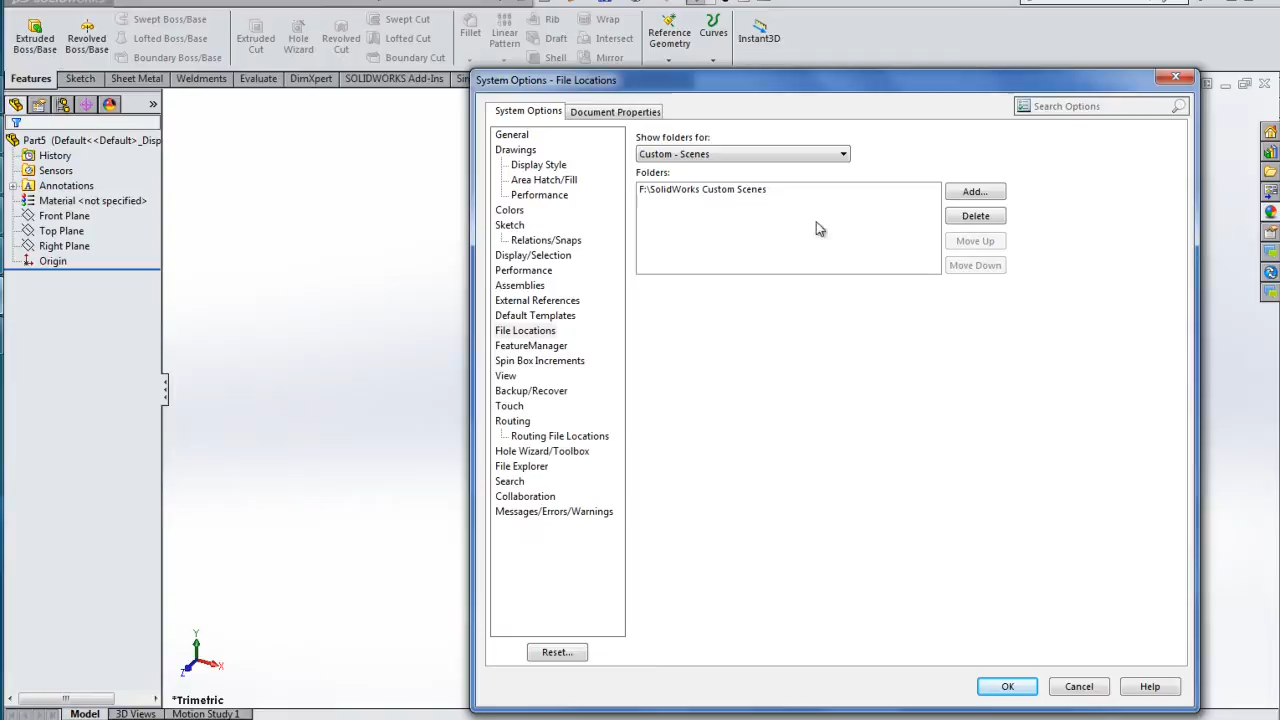 Extruded Boss/Base
Revolved Boss/Base
Swept Boss/Base
Lofted Boss/Base
Boundary Boss/Base
Extruded Cut
Hole Wizard
Revolved Cut
Swept Cut
Lofted Cut
Boundary Cut
Fillet
Linear Pattern
Rib
Draft
Shell
Wrap
Intersect
Mirror
Reference Geometry
Curves
Instant3D
Features
Sketch
Sheet Metal
Weldments
Evaluate
DimXpert
SOLIDWORKS Add-Ins
Part5 (Default<<Default>_Disp
History
Sensors
Annotations
Material <not specified>
Front Plane
Top Plane
Right Plane
Origin
Y
X
Z
*Trimetric
Model
3D Views
Motion Study 1
System Options - File Locations
System Options
Document Properties
Search Options
General
Drawings
Display Style
Area Hatch/Fill
Performance
Colors
Sketch
Relations/Snaps
Display/Selection
Performance
Assemblies
External References
Default Templates
File Locations
FeatureManager
Spin Box Increments
View
Backup/Recover
Touch
Routing
Routing File Locations
Hole Wizard/Toolbox
File Explorer
Search
Collaboration
Messages/Errors/Warnings
Reset...
Show folders for:
Custom - Scenes
Folders:
F:\SolidWorks Custom Scenes
Add...
Delete
Move Up
Move Down
OK
Cancel
Help